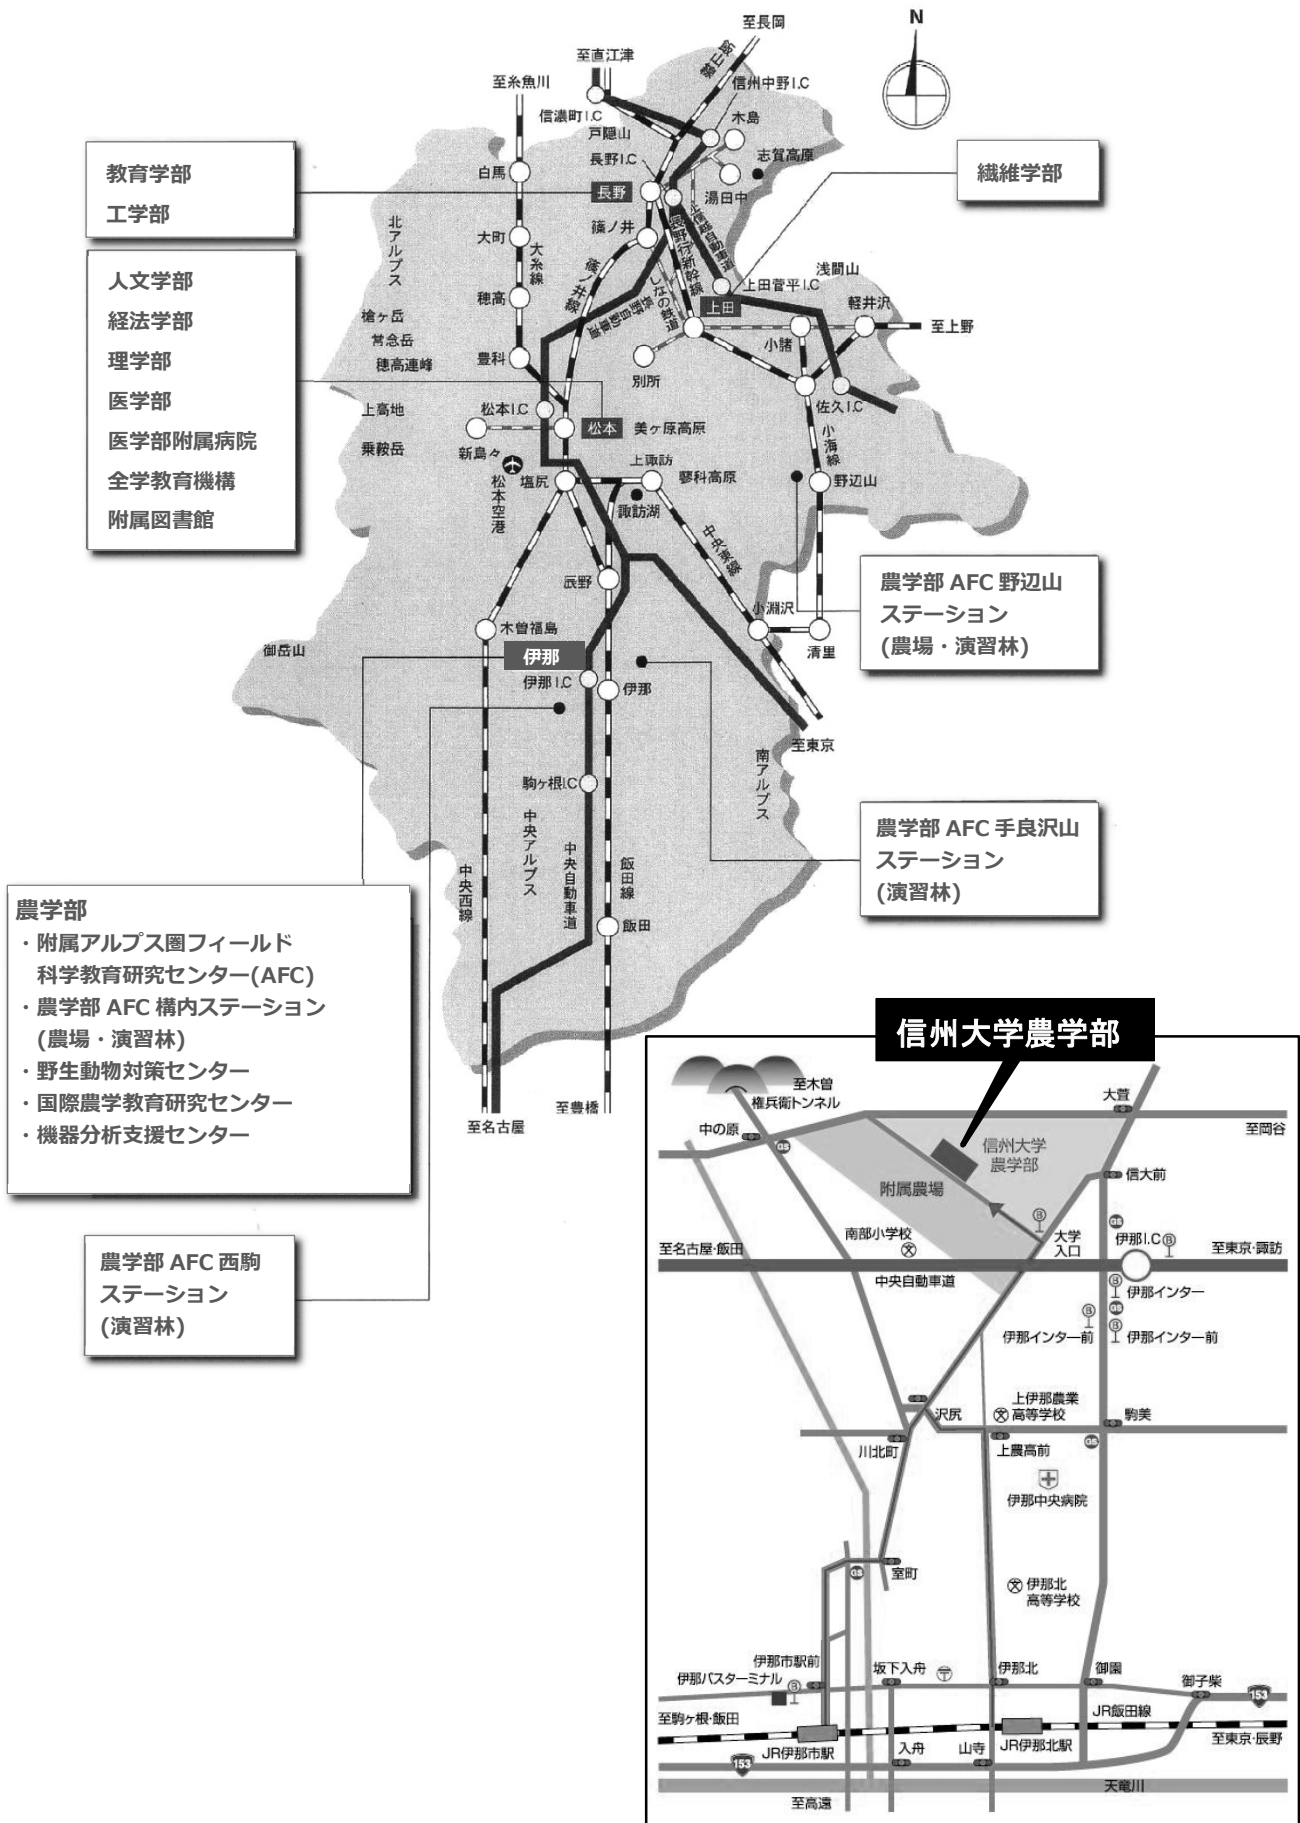 N
至長岡
至直江津
至糸魚川
飯山線
信州中野I.C
信濃町I.C
木島
戸隠山
長野I.C
志賀高原
教育学部
工学部
繊維学部
白馬
長野
湯田中
北アルプス
大町
篠ノ井
上信越自動車道
大糸線
長野行新幹線
篠ノ井線
浅間山
上田菅平I.C
しなの鉄道
長野自動車道
人文学部
経法学部
理学部
医学部
医学部附属病院
全学教育機構
附属図書館
穂高
上田
軽井沢
至上野
槍ヶ岳
常念岳
穂高連峰
豊科
小諸
別所
上高地
松本I.C
佐久I.C
松本
美ヶ原高原
小海線
乗鞍岳
新島々
上諏訪
蓼科高原
松本空港
塩尻
野辺山
諏訪湖
中央東線
辰野
農学部 AFC 野辺山
ステーション
(農場・演習林)
小淵沢
木曽福島
清里
御岳山
伊那
伊那I.C
伊那
至東京
南アルプス
駒ヶ根I.C
中央アルプス
農学部 AFC 手良沢山
ステーション
(演習林)
中央西線
中央自動車道
飯田線
飯田
農学部
・附属アルプス圏フィールド
科学教育研究センター(AFC)
・農学部 AFC 構内ステーション
(農場・演習林)
・野生動物対策センター
・国際農学教育研究センター
・機器分析支援センター
至名古屋
至豊橋
農学部 AFC 西駒
ステーション
(演習林)
信州大学農学部
至木曽
権兵衛トンネル
大萱
中の原
GS
至岡谷
信州大学
農学部
信大前
附属農場
B
GS
南部小学校
文
大学
入口
伊那I.C
B
至名古屋・飯田
至東京・諏訪
中央自動車道
B
伊那インター
B
GS
伊那インター前
B
伊那インター前
沢尻
上伊那農業
文
高等学校
駒美
川北町
上農高前
GS
伊那中央病院
室町
GS
文
伊那北
高等学校
伊那市駅前
坂下入舟
〒
伊那北
御園
御子柴
伊那バスターミナル
B
153
至駒ヶ根・飯田
JR飯田線
至東京・辰野
JR伊那市駅
入舟
山寺
JR伊那北駅
153
天竜川
至高遠